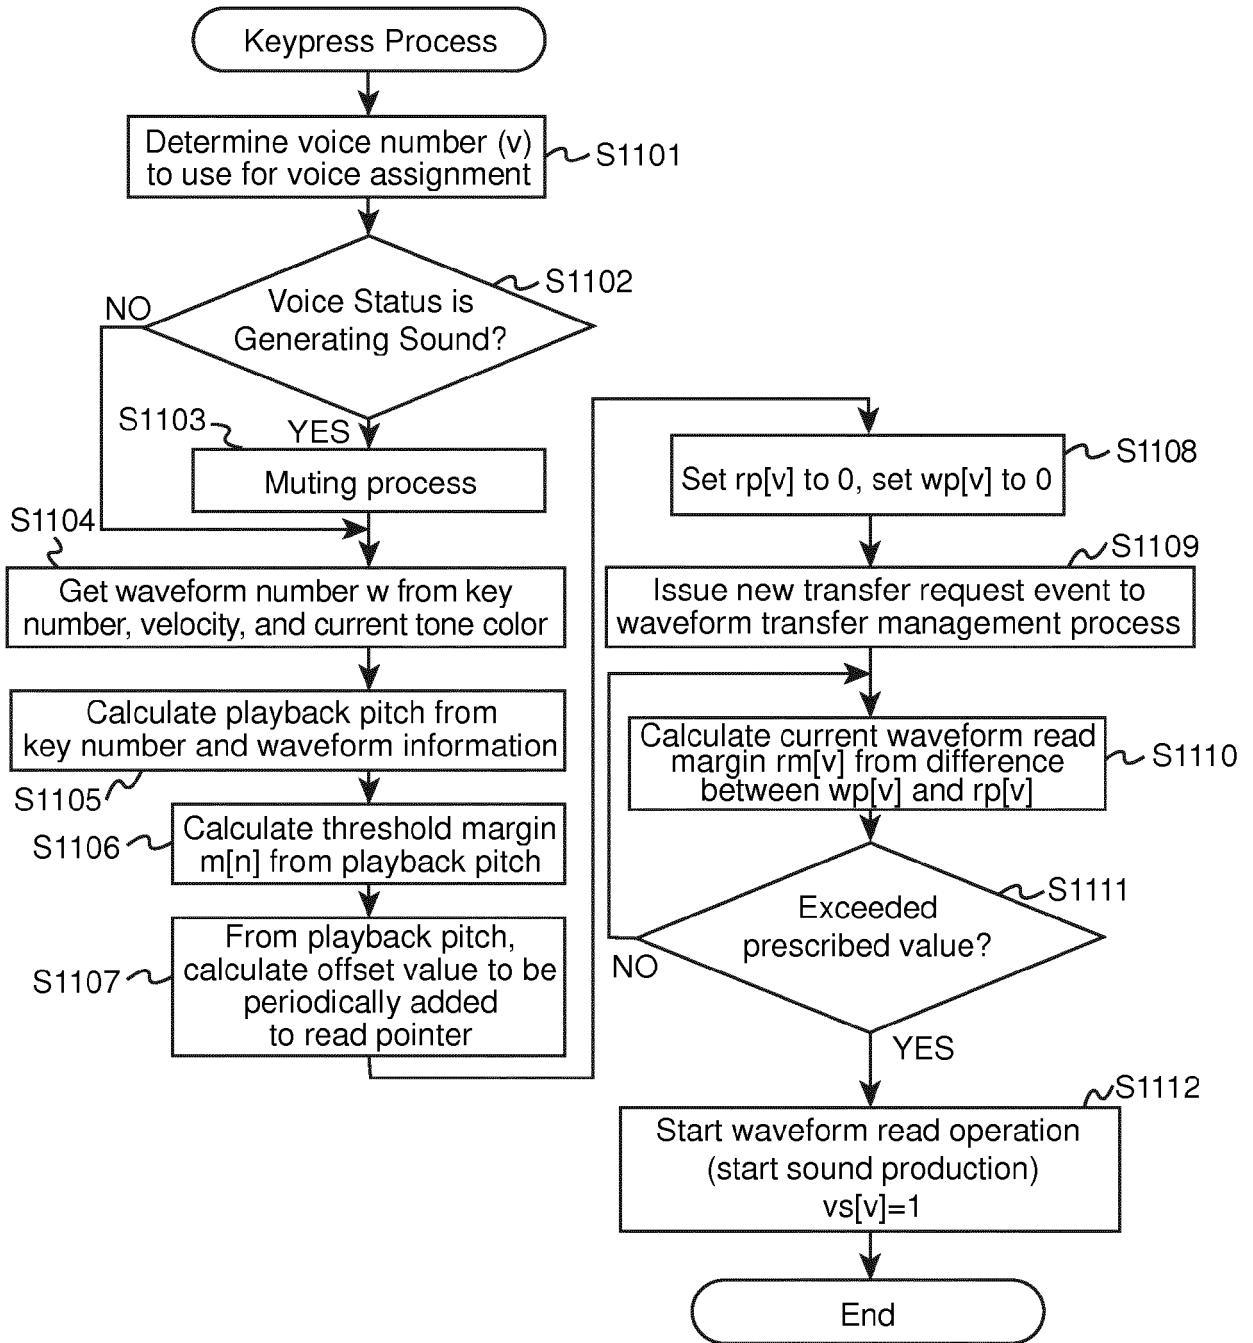 Keypress Process
Determine voice number (v)
to use for voice assignment
S1101
S1102
Voice Status is
Generating Sound?
NO
YES
S1103
Muting process
S1104
Get waveform number w from key
number, velocity, and current tone color
Calculate playback pitch from
key number and waveform information
S1105
S1106
Calculate threshold margin
m[n] from playback pitch
S1107
From playback pitch,
calculate offset value to be
periodically added
to read pointer
S1108
Set rp[v] to 0, set wp[v] to 0
S1109
Issue new transfer request event to
waveform transfer management process
Calculate current waveform read
margin rm[v] from difference
between wp[v] and rp[v]
S1110
S1111
Exceeded
prescribed value?
NO
YES
S1112
Start waveform read operation
(start sound production)
vs[v]=1
End